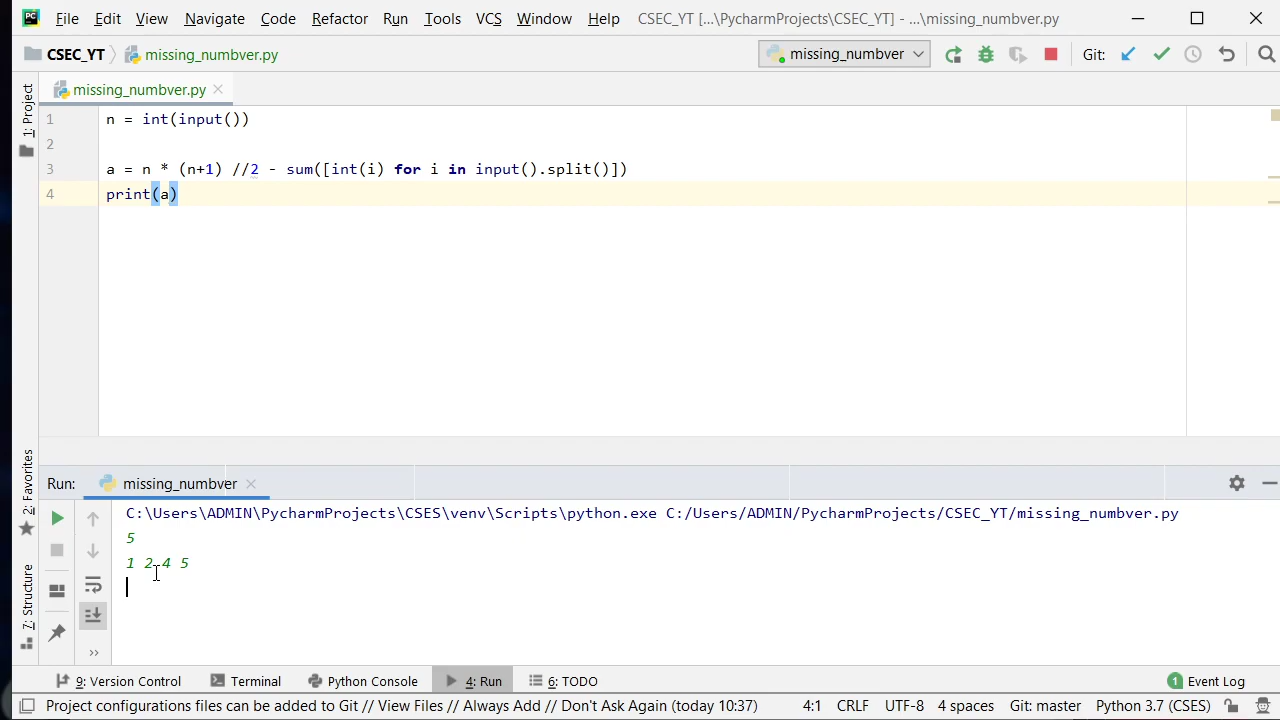 File Edit View Navigate Code Refactor Run Tools VCS Window Help CSEC_YT [...\PycharmProjects\CSEC_YT] - ...\missing_numbver.py
CSEC_YT missing_numbver.py missing_numbver Git:
missing_numbver.py
1: Project
1 n = int(input())
2
3 a = n * (n+1) //2 - sum([int(i) for i in input().split()])
4 print(a)
2: Favorites
7: Structure
Run: missing_numbver
C:\Users\ADMIN\PycharmProjects\CSES\venv\Scripts\python.exe C:/Users/ADMIN/PycharmProjects/CSEC_YT/missing_numbver.py
5
1 2 4 5
9: Version Control Terminal Python Console 4: Run 6: TODO 1 Event Log
Project configurations files can be added to Git // View Files // Always Add // Don't Ask Again (today 10:37) 4:1 CRLF UTF-8 4 spaces Git: master Python 3.7 (CSES)